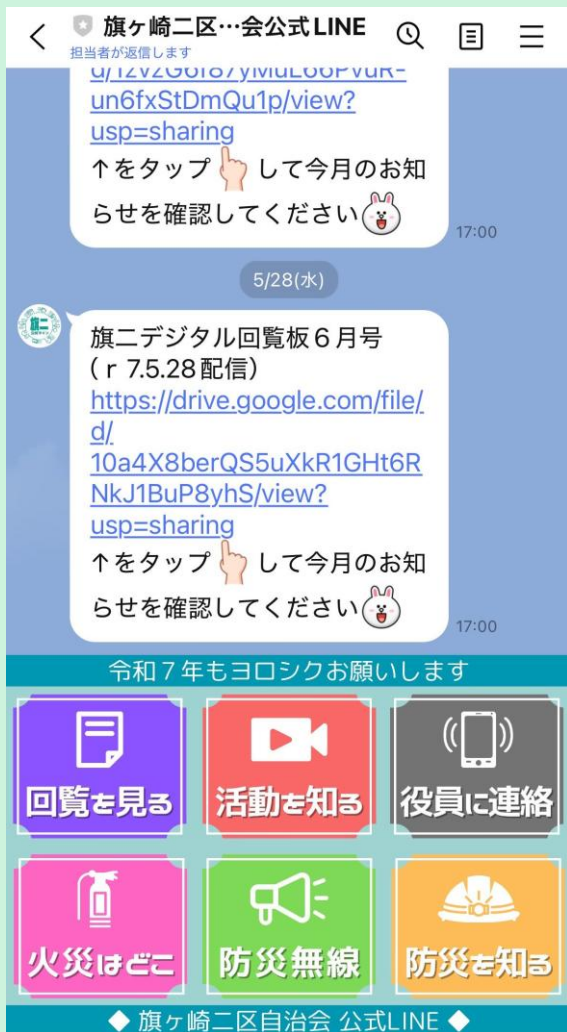 旗ヶ崎二区…会公式LINE
担当者が返信します
un6fxStDmQu1p/view?
usp=sharing
↑をタップ👆して今月のお知
らせを確認してください
17:00
5/28(水)
旗二
旗二デジタル回覧板６月号
(ｒ7.5.28配信)
https://drive.google.com/file/
d/
10a4X8berQS5uXkR1GHt6R
NkJ1BuP8yhS/view?
usp=sharing
↑をタップ👆して今月のお知
らせを確認してください
17:00
令和７年もヨロシクお願いします
回覧を見る
活動を知る
役員に連絡
火災はどこ
防災無線
防災を知る
◆ 旗ヶ崎二区自治会 公式LINE ◆